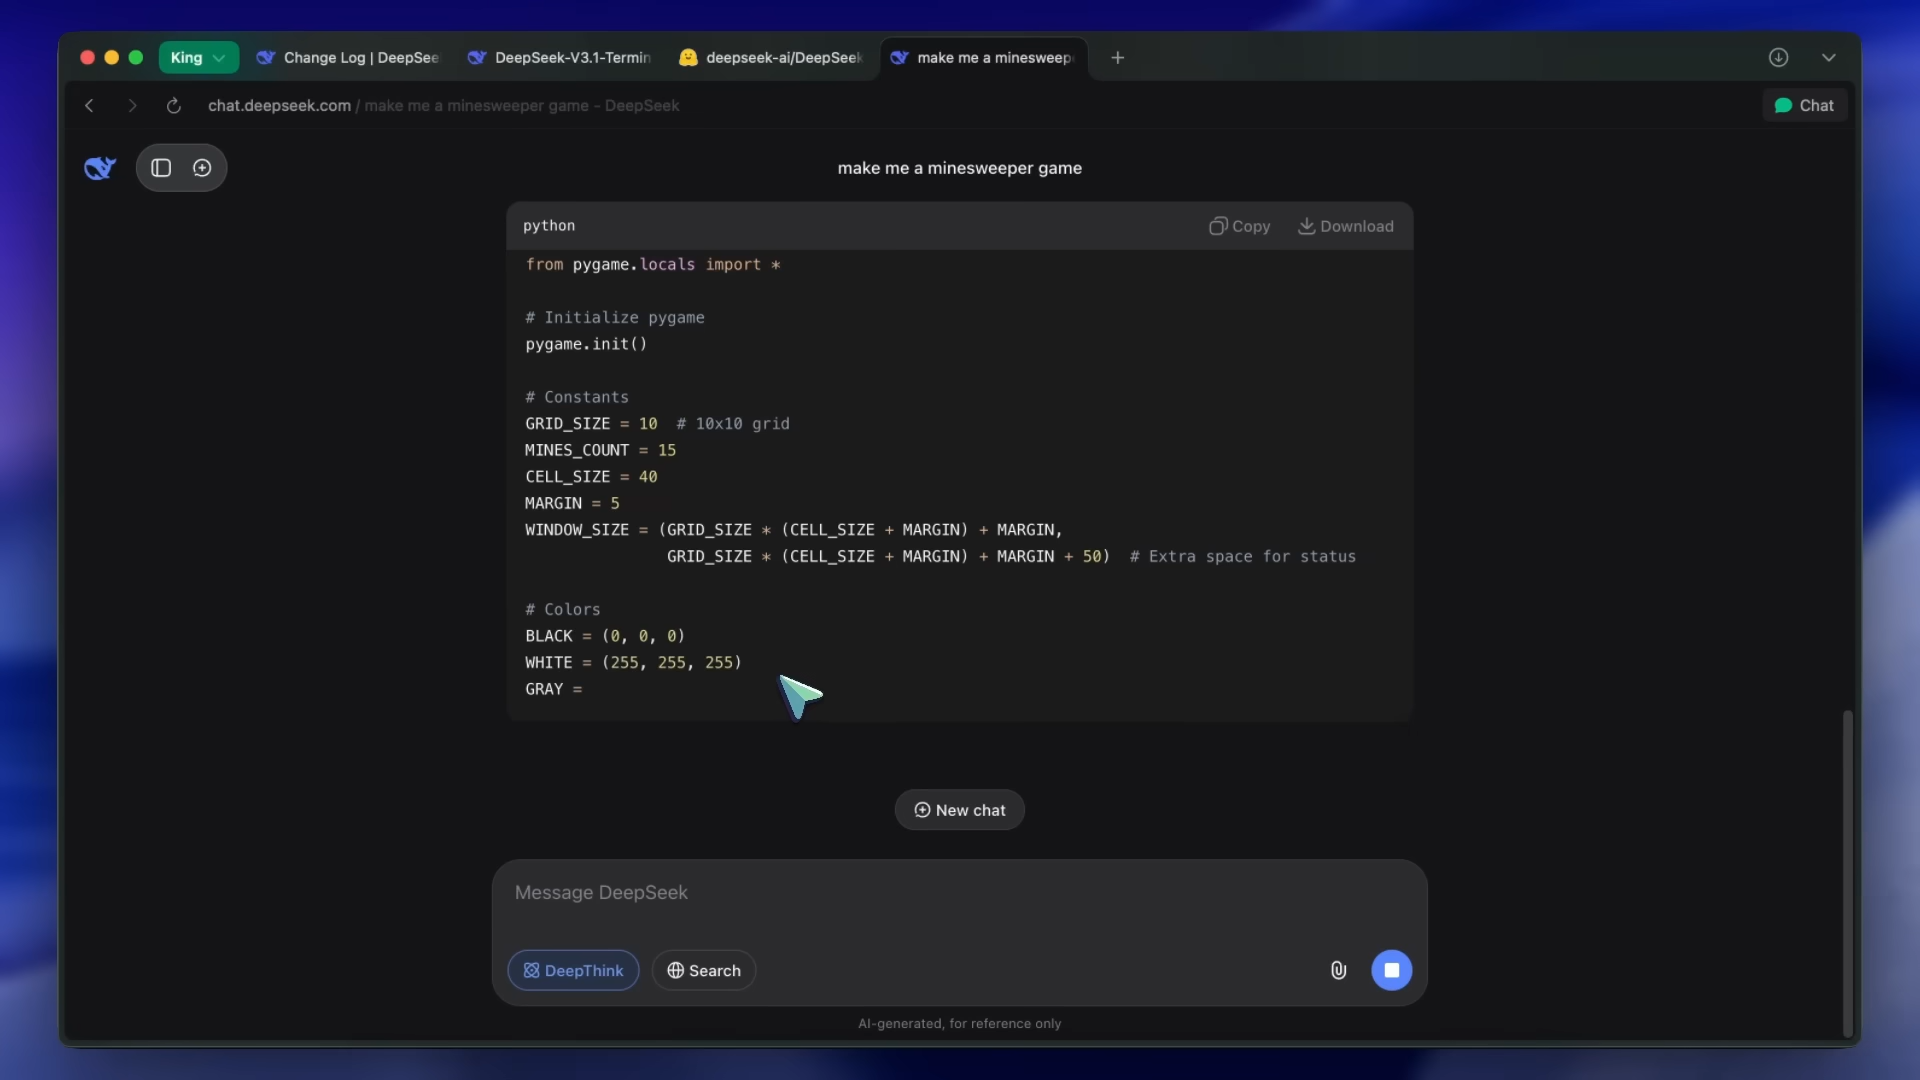 King
Change Log | DeepSee
DeepSeek-V3.1-Termin
deepseek-ai/DeepSeek
make me a minesweep
chat.deepseek.com / make me a minesweeper game - DeepSeek
Chat
make me a minesweeper game
python
Copy
Download
from pygame.locals import *
# Initialize pygame
pygame.init()
# Constants
GRID_SIZE = 10  # 10x10 grid
MINES_COUNT = 15
CELL_SIZE = 40
MARGIN = 5
WINDOW_SIZE = (GRID_SIZE * (CELL_SIZE + MARGIN) + MARGIN,
GRID_SIZE * (CELL_SIZE + MARGIN) + MARGIN + 50)  # Extra space for status
# Colors
BLACK = (0, 0, 0)
WHITE = (255, 255, 255)
GRAY =
New chat
Message DeepSeek
DeepThink
Search
AI-generated, for reference only